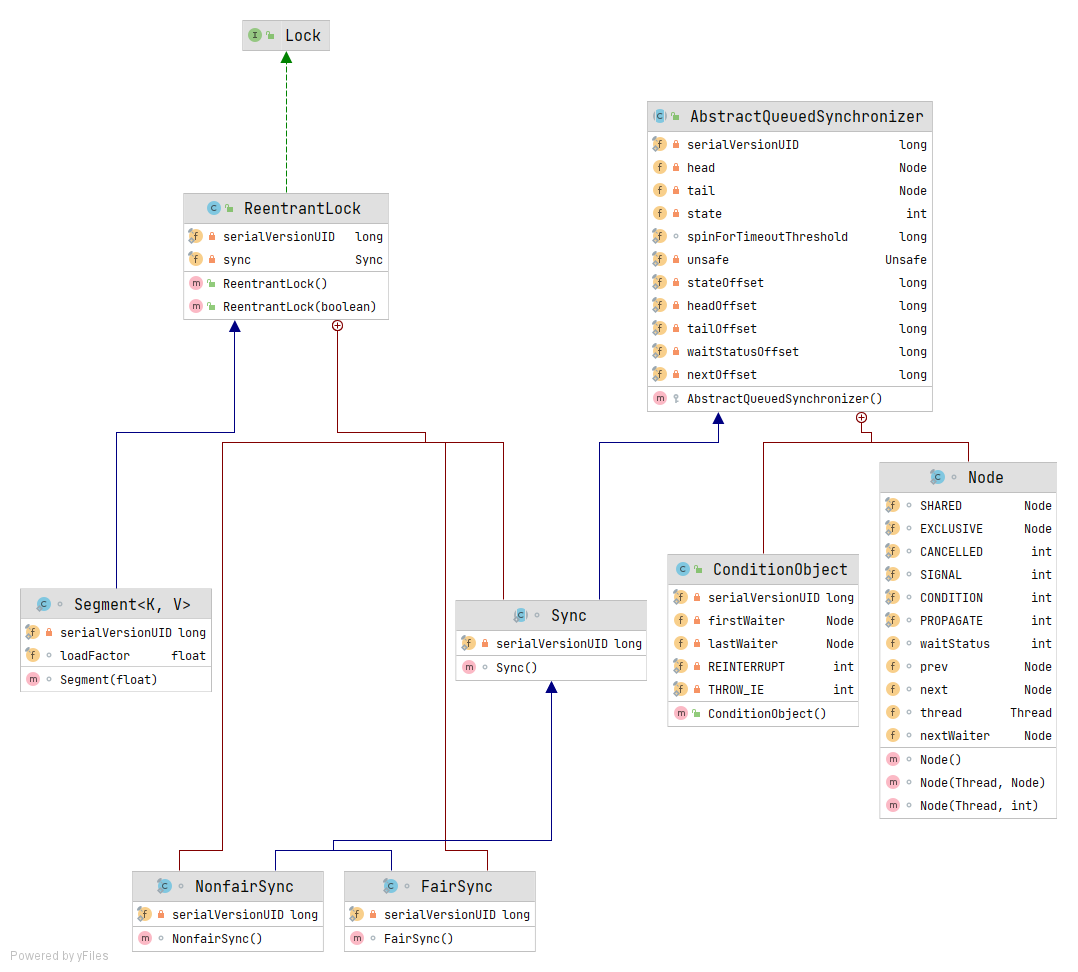 Lock
AbstractQueuedSynchronizer
serialVersionUID long
head Node
tail Node
state int
spinForTimeoutThreshold long
unsafe Unsafe
stateOffset long
headOffset long
tailOffset long
waitStatusOffset long
nextOffset long
AbstractQueuedSynchronizer()
ReentrantLock
serialVersionUID long
sync Sync
ReentrantLock()
ReentrantLock(boolean)
Node
SHARED Node
EXCLUSIVE Node
CANCELLED int
SIGNAL int
CONDITION int
PROPAGATE int
waitStatus int
prev Node
next Node
thread Thread
nextWaiter Node
Node()
Node(Thread, Node)
Node(Thread, int)
ConditionObject
serialVersionUID long
firstWaiter Node
lastWaiter Node
REINTERRUPT int
THROW_IE int
ConditionObject()
Segment<K, V>
serialVersionUID long
loadFactor float
Segment(float)
Sync
serialVersionUID long
Sync()
NonfairSync
serialVersionUID long
NonfairSync()
FairSync
serialVersionUID long
FairSync()
Powered by yFiles